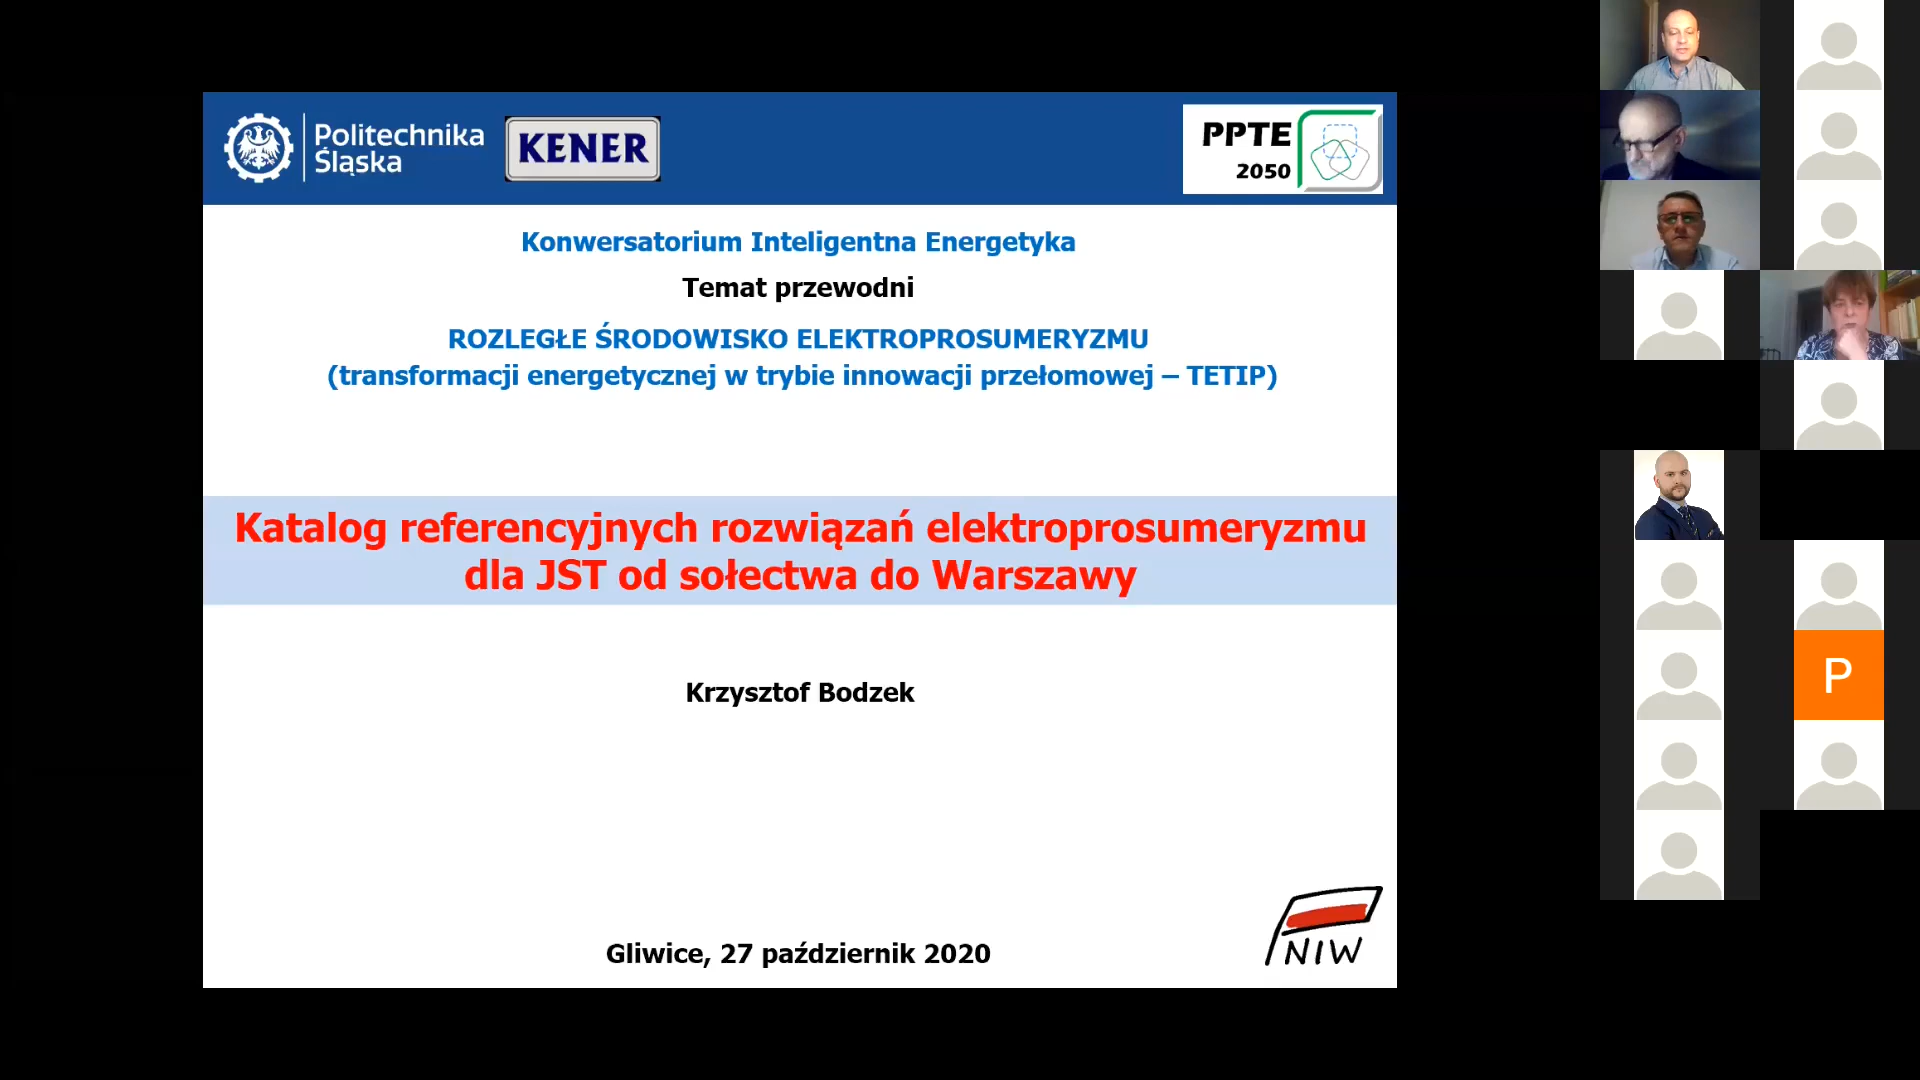 Politechnika
Śląska
KENER
PPTE
2050
Konwersatorium Inteligentna Energetyka
Temat przewodni
ROZLEGŁE ŚRODOWISKO ELEKTROPROSUMERYZMU
(transformacji energetycznej w trybie innowacji przełomowej – TETIP)
Katalog referencyjnych rozwiązań elektroprosumeryzmu
dla JST od sołectwa do Warszawy
Krzysztof Bodzek
Gliwice, 27 październik 2020
NIW
P